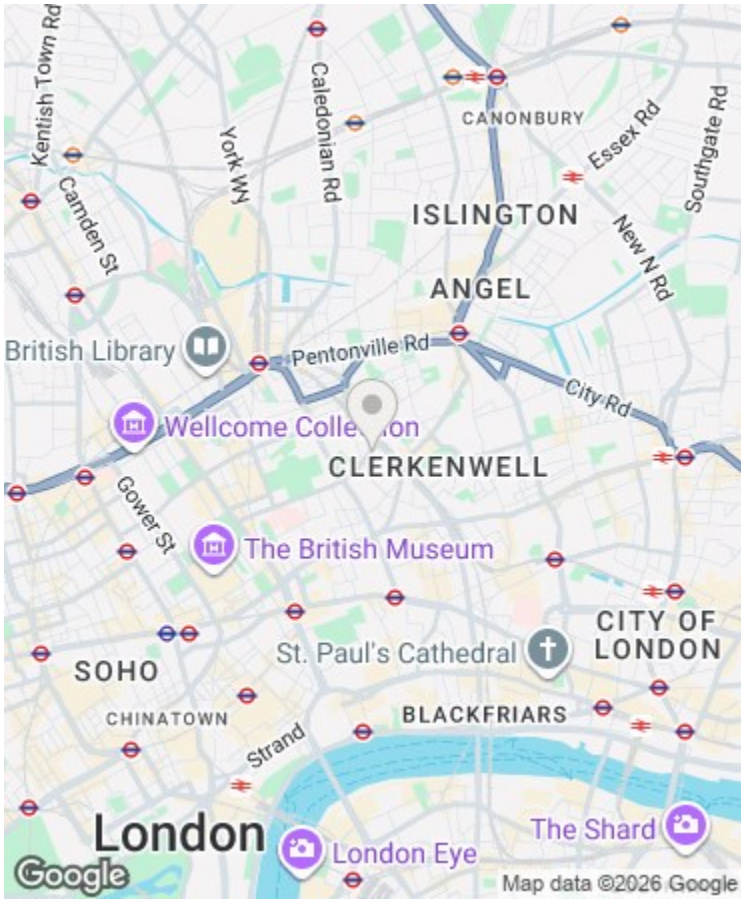 Kentish Town Rd
Caledonian Rd
York Wy
CANONBURY
Essex Rd
Southgate Rd
Camden St
ISLINGTON
New N Rd
ANGEL
British Library
Pentonville Rd
City Rd
Wellcome Collection
CLERKENWELL
Gower St
The British Museum
CITY OF
LONDON
St. Paul's Cathedral
SOHO
CHINATOWN
BLACKFRIARS
Strand
London
The Shard
London Eye
Google
Map data ©2026 Google